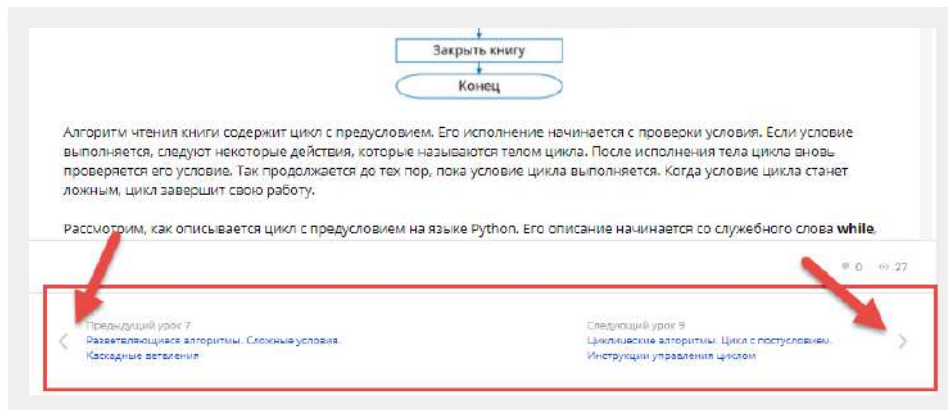 Закрыть книгу
Конец
Алгоритм чтения книги содержит цикл с предусловием. Его исполнение начинается с проверки условия. Если условие
выполняется, следуют некоторые действия, которые называются телом цикла. После исполнения тела цикла вновь
проверяется его условие. Так продолжается до тех пор, пока условие цикла выполняется. Когда условие цикла станет
ложным, цикл завершит свою работу.
Рассмотрим, как описывается цикл с предусловием на языке Python. Его описание начинается со служебного слова while,
0 27
Предыдущий урок 7
Разветвляющиеся алгоритмы. Сложные условия.
Каскадные ветвления
Следующий урок 9
Циклические алгоритмы. Цикл с постусловием.
Инструкции управления циклом